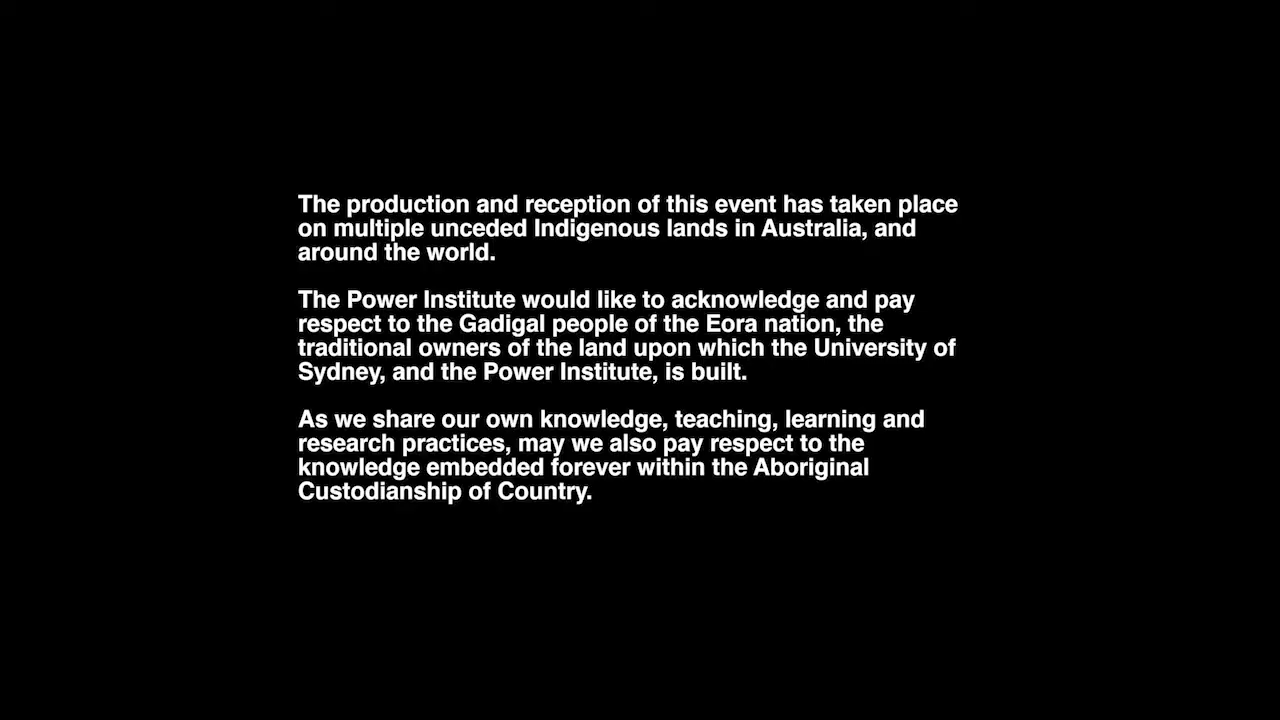 The production and reception of this event has taken place
on multiple unceded Indigenous lands in Australia, and
around the world.
The Power Institute would like to acknowledge and pay
respect to the Gadigal people of the Eora nation, the
traditional owners of the land upon which the University of
Sydney, and the Power Institute, is built.
As we share our own knowledge, teaching, learning and
research practices, may we also pay respect to the
knowledge embedded forever within the Aboriginal
Custodianship of Country.